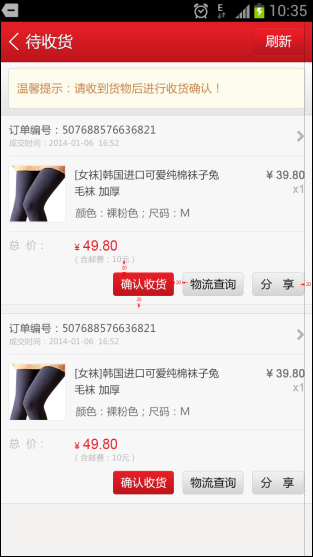 E
10:35
待收货
刷新
温馨提示：请收到货物后进行收货确认！
订单编号：507688576636821
成交时间：2014-01-06  16:52
[女袜]韩国进口可爱纯棉袜子兔
¥ 39.80
毛袜 加厚
x1
颜色：裸粉色；尺码：M
总  价：
¥ 49.80
（含邮费：10元）
20
确认收货
20
物流查询
分  享
20
20
订单编号：507688576636821
成交时间：2014-01-06  16:52
[女袜]韩国进口可爱纯棉袜子兔
¥ 39.80
毛袜 加厚
x1
颜色：裸粉色；尺码：M
总  价：
¥ 49.80
（含邮费：10元）
确认收货
物流查询
分  享